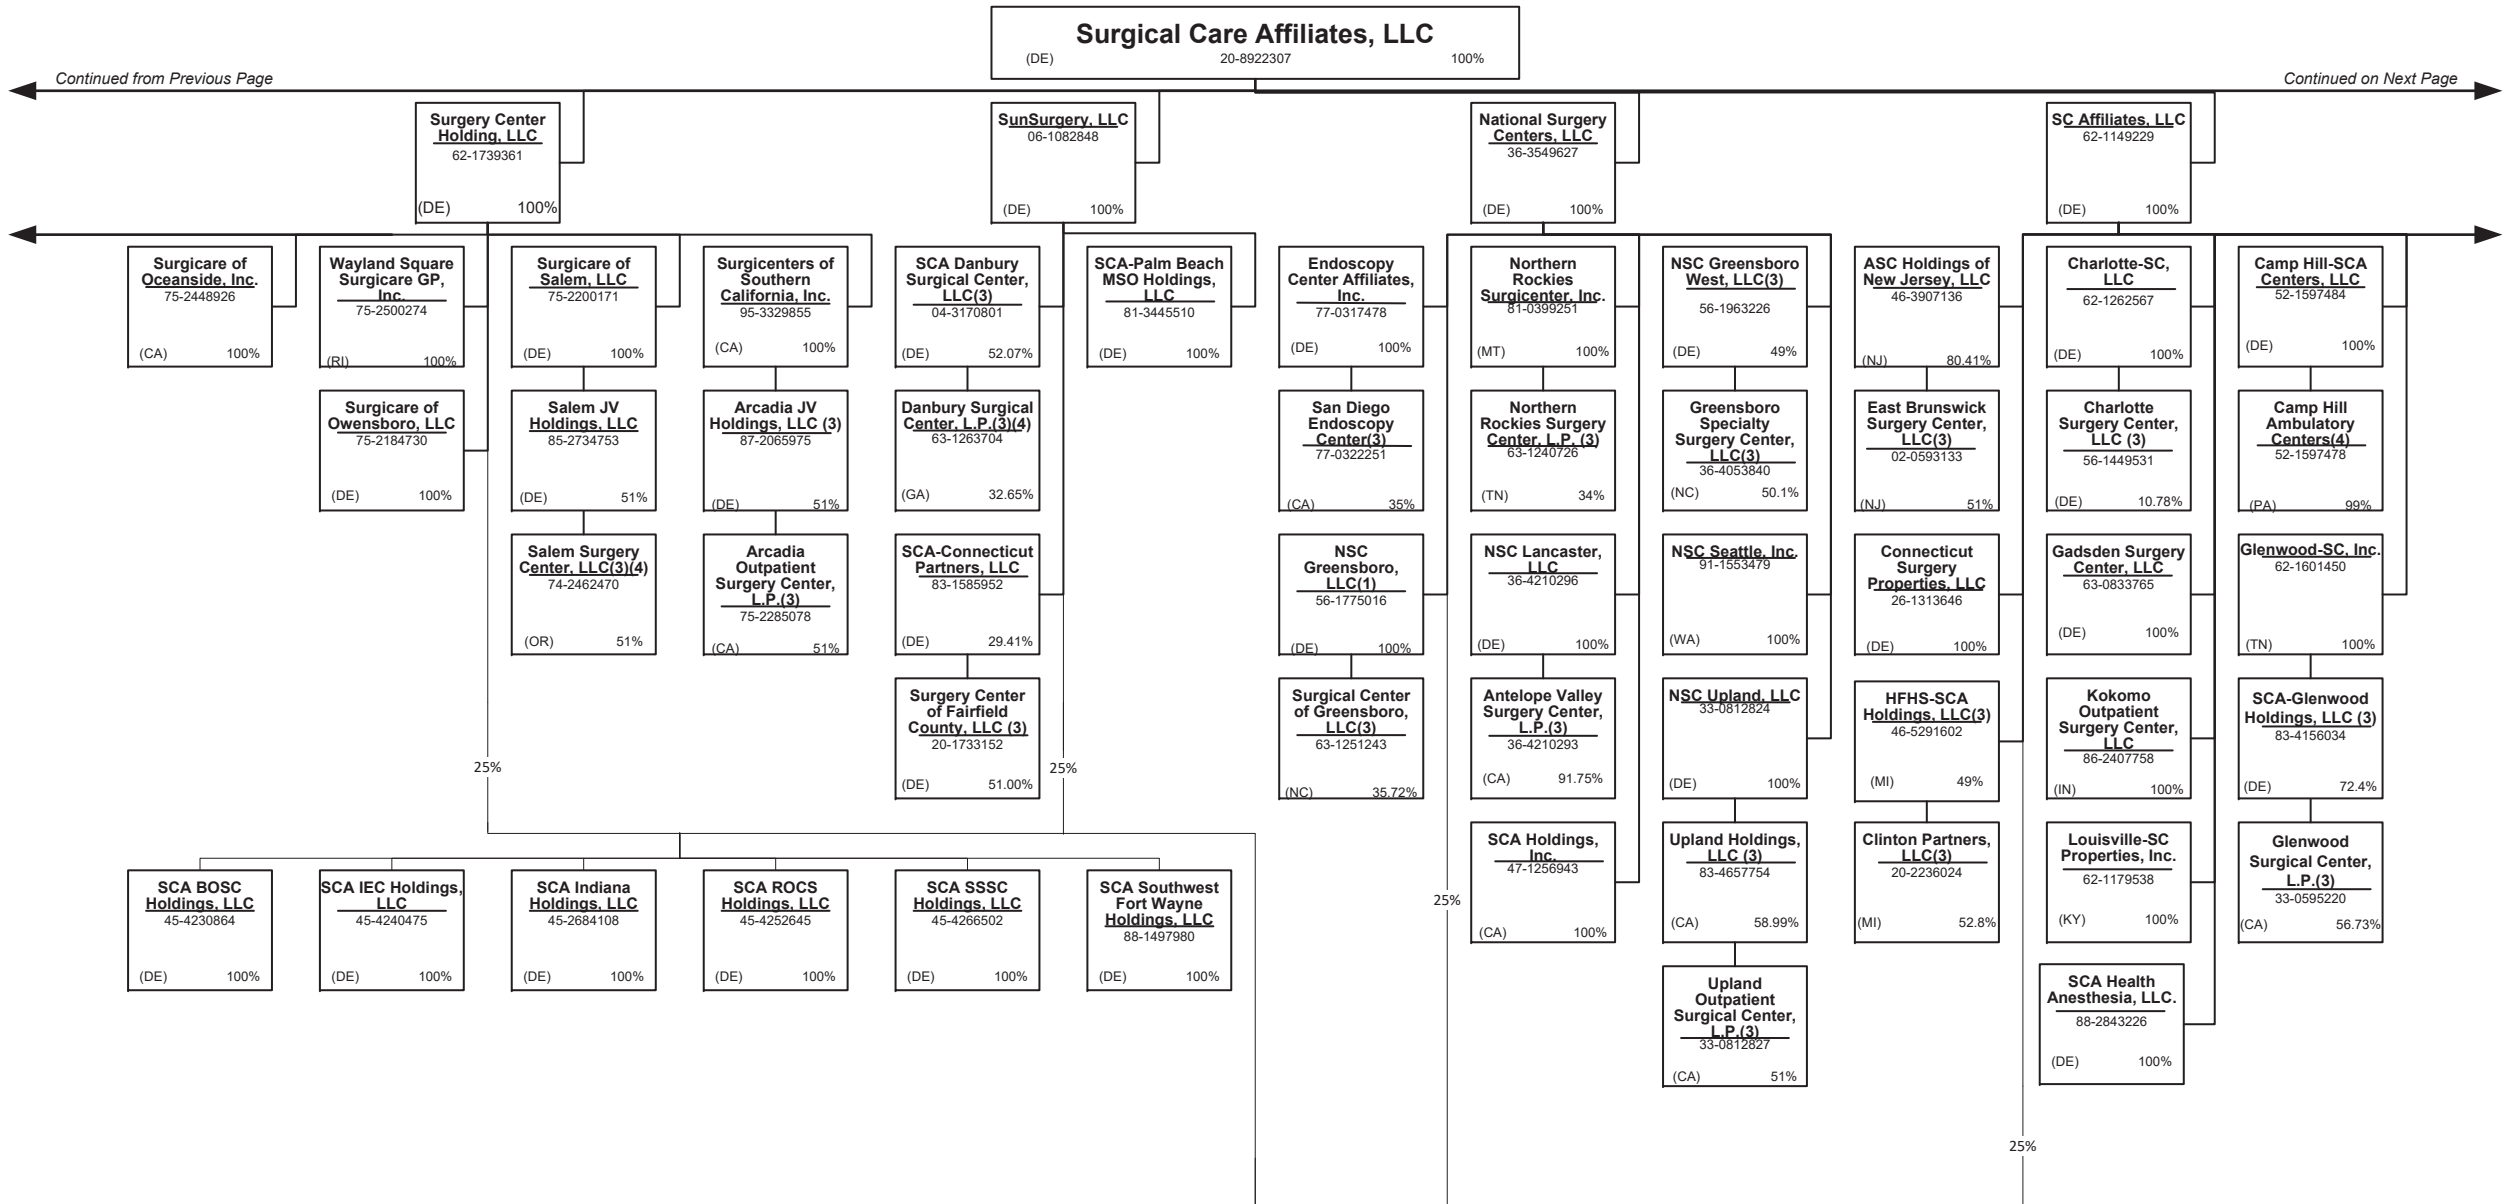 Surgical Care Affiliates, LLC
(DE) 20-8922307 100%
Continued from Previous Page
Continued on Next Page
Surgery Center
Holding, LLC
62-1739361
(DE) 100%
SunSurgery, LLC
06-1082848
(DE) 100%
National Surgery
Centers, LLC
36-3549627
(DE) 100%
SC Affiliates, LLC
62-1149229
(DE) 100%
Surgicare of
Oceanside, Inc.
75-2448926
(CA) 100%
Wayland Square
Surgicare GP,
Inc.
75-2500274
(RI) 100%
Surgicare of
Salem, LLC
75-2200171
(DE) 100%
Surgicenters of
Southern
California, Inc.
95-3329855
(CA) 100%
SCA Danbury
Surgical Center,
LLC(3)
04-3170801
(DE) 52.07%
SCA-Palm Beach
MSO Holdings,
LLC
81-3445510
(DE) 100%
Endoscopy
Center Affiliates,
Inc.
77-0317478
(DE) 100%
Northern
Rockies
Surgicenter, Inc.
81-0399251
(MT) 100%
NSC Greensboro
West, LLC(3)
56-1963226
(DE) 49%
ASC Holdings of
New Jersey, LLC
46-3907136
(NJ) 80.41%
Charlotte-SC,
LLC
62-1262567
(DE) 100%
Camp Hill-SCA
Centers, LLC
52-1597484
(DE) 100%
Surgicare of
Owensboro, LLC
75-2184730
(DE) 100%
Salem JV
Holdings, LLC
85-2734753
(DE) 51%
Arcadia JV
Holdings, LLC (3)
87-2065975
(DE) 51%
Danbury Surgical
Center, L.P.(3)(4)
63-1263704
(GA) 32.65%
San Diego
Endoscopy
Center(3)
77-0322251
(CA) 35%
Northern
Rockies Surgery
Center, L.P. (3)
63-1240726
(TN) 34%
Greensboro
Specialty
Surgery Center,
LLC(3)
36-4053840
(NC) 50.1%
East Brunswick
Surgery Center,
LLC(3)
02-0593133
(NJ) 51%
Charlotte
Surgery Center,
LLC (3)
56-1449531
(DE) 10.78%
Camp Hill
Ambulatory
Centers(4)
52-1597478
(PA) 99%
Salem Surgery
Center, LLC(3)(4)
74-2462470
(OR) 51%
Arcadia
Outpatient
Surgery Center,
L.P.(3)
75-2285078
(CA) 51%
SCA-Connecticut
Partners, LLC
83-1585952
(DE) 29.41%
NSC
Greensboro,
LLC(1)
56-1775016
(DE) 100%
NSC Lancaster,
LLC
36-4210296
(DE) 100%
NSC Seattle, Inc.
91-1553479
(WA) 100%
Connecticut
Surgery
Properties, LLC
26-1313646
(DE) 100%
Gadsden Surgery
Center, LLC
63-0833765
(DE) 100%
Glenwood-SC, Inc.
62-1601450
(TN) 100%
Surgery Center
of Fairfield
County, LLC (3)
20-1733152
(DE) 51.00%
Surgical Center
of Greensboro,
LLC(3)
63-1251243
(NC) 35.72%
Antelope Valley
Surgery Center,
L.P.(3)
36-4210293
(CA) 91.75%
NSC Upland, LLC
33-0812824
(DE) 100%
HFHS-SCA
Holdings, LLC(3)
46-5291602
(MI) 49%
Kokomo
Outpatient
Surgery Center,
LLC
86-2407758
(IN) 100%
SCA-Glenwood
Holdings, LLC (3)
83-4156034
(DE) 72.4%
25%
25%
SCA Holdings,
Inc.
47-1256943
(CA) 100%
Upland Holdings,
LLC (3)
83-4657754
(CA) 58.99%
Clinton Partners,
LLC(3)
20-2236024
(MI) 52.8%
Louisville-SC
Properties, Inc.
62-1179538
(KY) 100%
Glenwood
Surgical Center,
L.P.(3)
33-0595220
(CA) 56.73%
SCA BOSC
Holdings, LLC
45-4230864
(DE) 100%
SCA IEC Holdings,
LLC
45-4240475
(DE) 100%
SCA Indiana
Holdings, LLC
45-2684108
(DE) 100%
SCA ROCS
Holdings, LLC
45-4252645
(DE) 100%
SCA SSSC
Holdings, LLC
45-4266502
(DE) 100%
SCA Southwest
Fort Wayne
Holdings, LLC
88-1497980
(DE) 100%
25%
Upland
Outpatient
Surgical Center,
L.P.(3)
33-0812827
(CA) 51%
SCA Health
Anesthesia, LLC.
88-2843226
(DE) 100%
25%